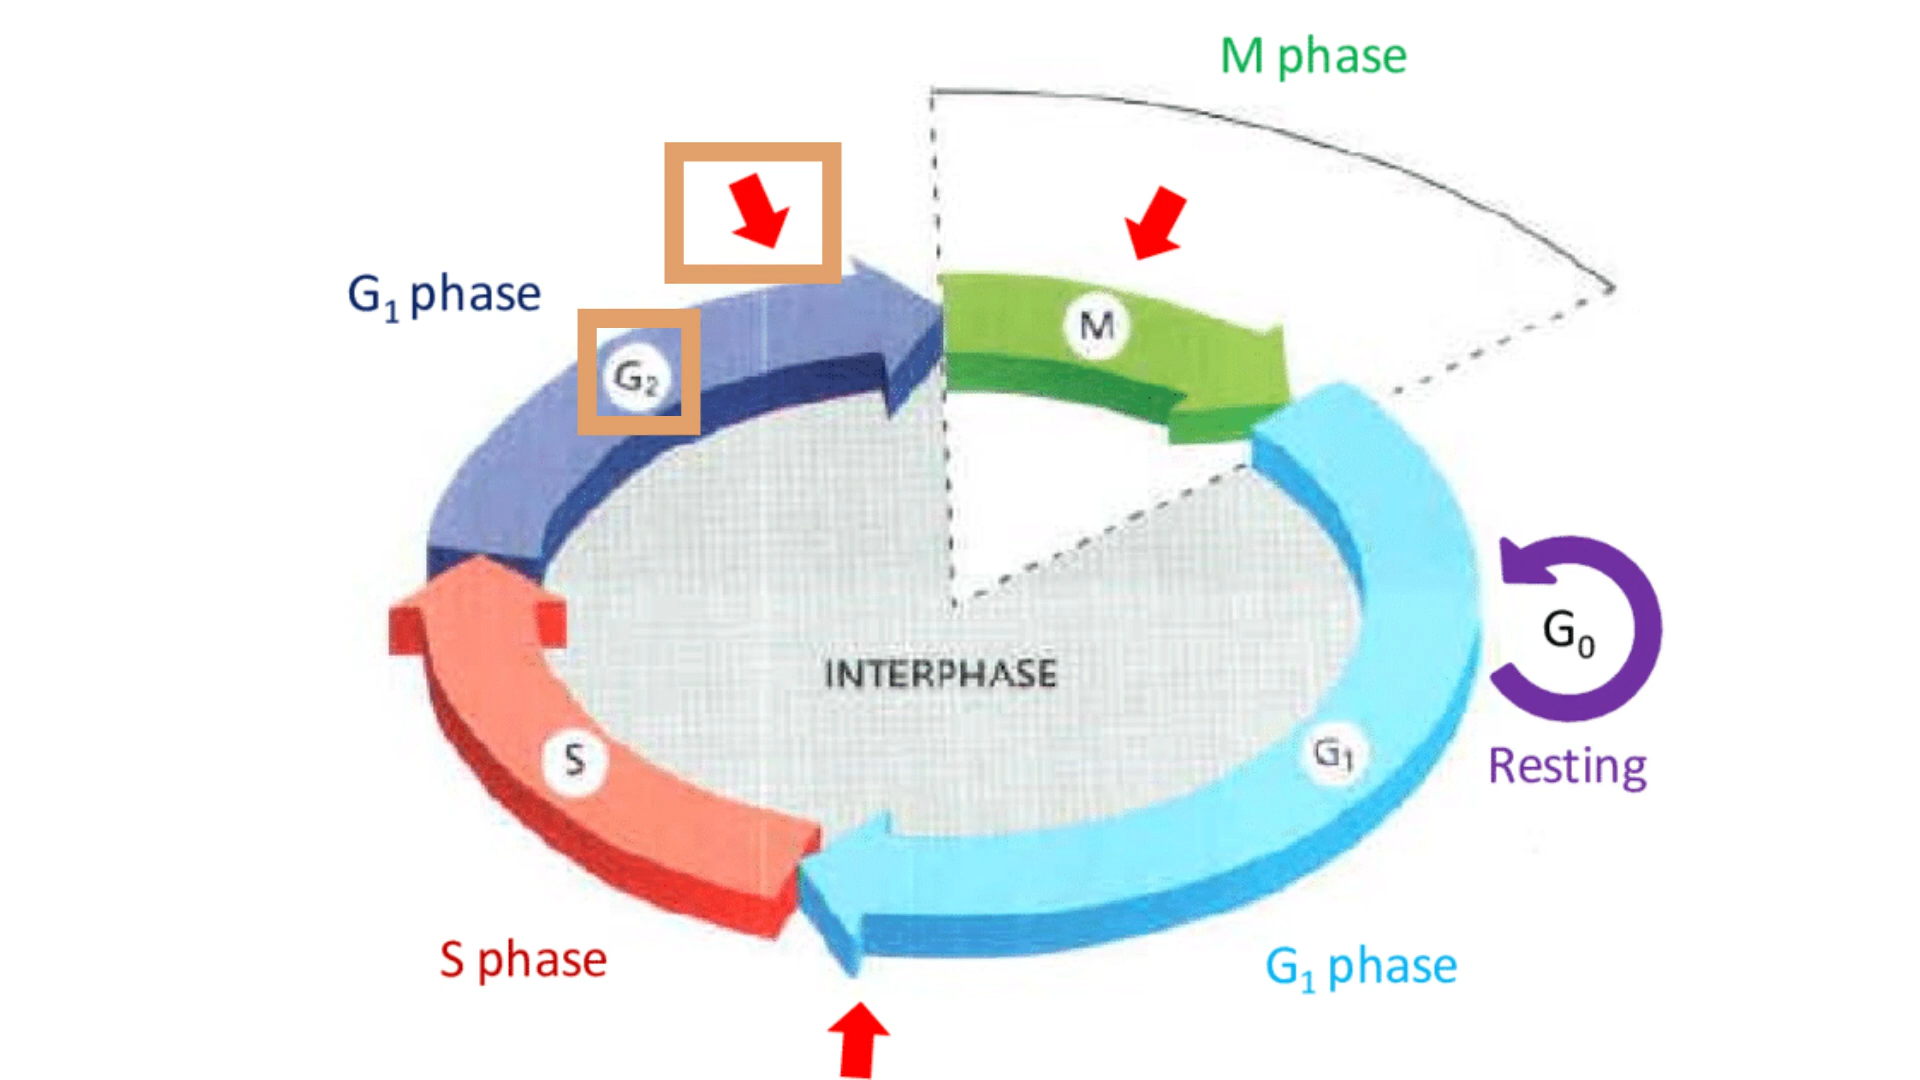 M phase
G₁ phase
M
G₂
G₀
INTERPHASE
S
G₁
Resting
S phase
G₁ phase